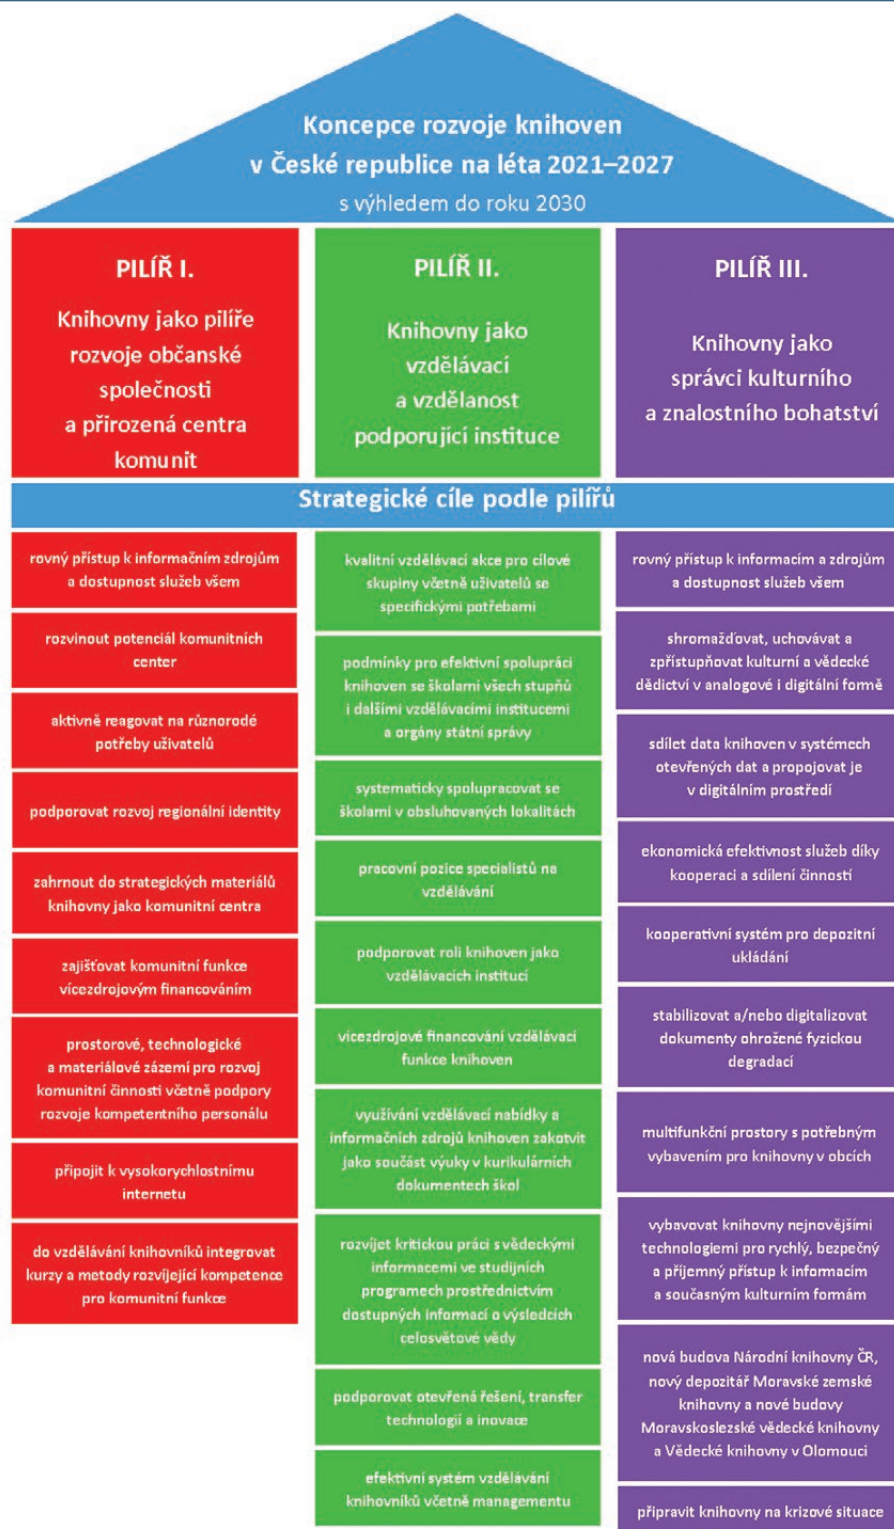 Koncepce rozvoje knihoven
v České republice na léta 2021–2027
s výhledem do roku 2030
PILÍŘ I.
Knihovny jako pilíře
rozvoje občanské
společnosti
a přirozená centra
komunit
PILÍŘ II.
Knihovny jako
vzdělávací
a vzdělanost
podporující instituce
PILÍŘ III.
Knihovny jako
správci kulturního
a znalostního bohatství
Strategické cíle podle pilířů
rovný přístup k informačním zdrojům
a dostupnost služeb všem
rozvinout potenciál komunitních
center
aktivně reagovat na různorodé
potřeby uživatelů
podporovat rozvoj regionální identity
zahrnout do strategických materiálů
knihovny jako komunitní centra
zajišťovat komunitní funkce
vícezdrojovým financováním
prostorové, technologické
a materiálové zázemí pro rozvoj
komunitní činnosti včetně podpory
rozvoje kompetentního personálu
připojit k vysokorychlostnímu
internetu
do vzdělávání knihovníků integrovat
kurzy a metody rozvíjející kompetence
pro komunitní funkce
kvalitní vzdělávací akce pro cílové
skupiny včetně uživatelů se
specifickými potřebami
podmínky pro efektivní spolupráci
knihoven se školami všech stupňů
i dalšími vzdělávacími institucemi
a orgány státní správy
systematicky spolupracovat se
školami v obsluhovaných lokalitách
pracovní pozice specialistů na
vzdělávání
podporovat roli knihoven jako
vzdělávacích institucí
vícezdrojové financování vzdělávací
funkce knihoven
využívání vzdělávací nabídky a
informačních zdrojů knihoven zakotvit
jako součást výuky v kurikulárních
dokumentech škol
rozvíjet kritickou práci s vědeckými
informacemi ve studijních
programech prostřednictvím
dostupných informací o výsledcích
celosvětové vědy
podporovat otevřená řešení, transfer
technologií a inovace
efektivní systém vzdělávání
knihovníků včetně managementu
rovný přístup k informacím a zdrojům
a dostupnost služeb všem
shromažďovat, uchovávat a
zpřístupňovat kulturní a vědecké
dědictví v analogové i digitální formě
sdílet data knihoven v systémech
otevřených dat a propojovat je
v digitálním prostředí
ekonomická efektivnost služeb díky
kooperaci a sdílení činností
kooperativní systém pro depozitní
ukládání
stabilizovat a/nebo digitalizovat
dokumenty ohrožené fyzickou
degradací
multifunkční prostory s potřebným
vybavením pro knihovny v obcích
vybavovat knihovny nejnovějšími
technologiemi pro rychlý, bezpečný
a příjemný přístup k informacím
a současným kulturním formám
nová budova Národní knihovny ČR,
nový depozitář Moravské zemské
knihovny a nové budovy
Moravskoslezské vědecké knihovny
a Vědecké knihovny v Olomouci
připravit knihovny na krizové situace